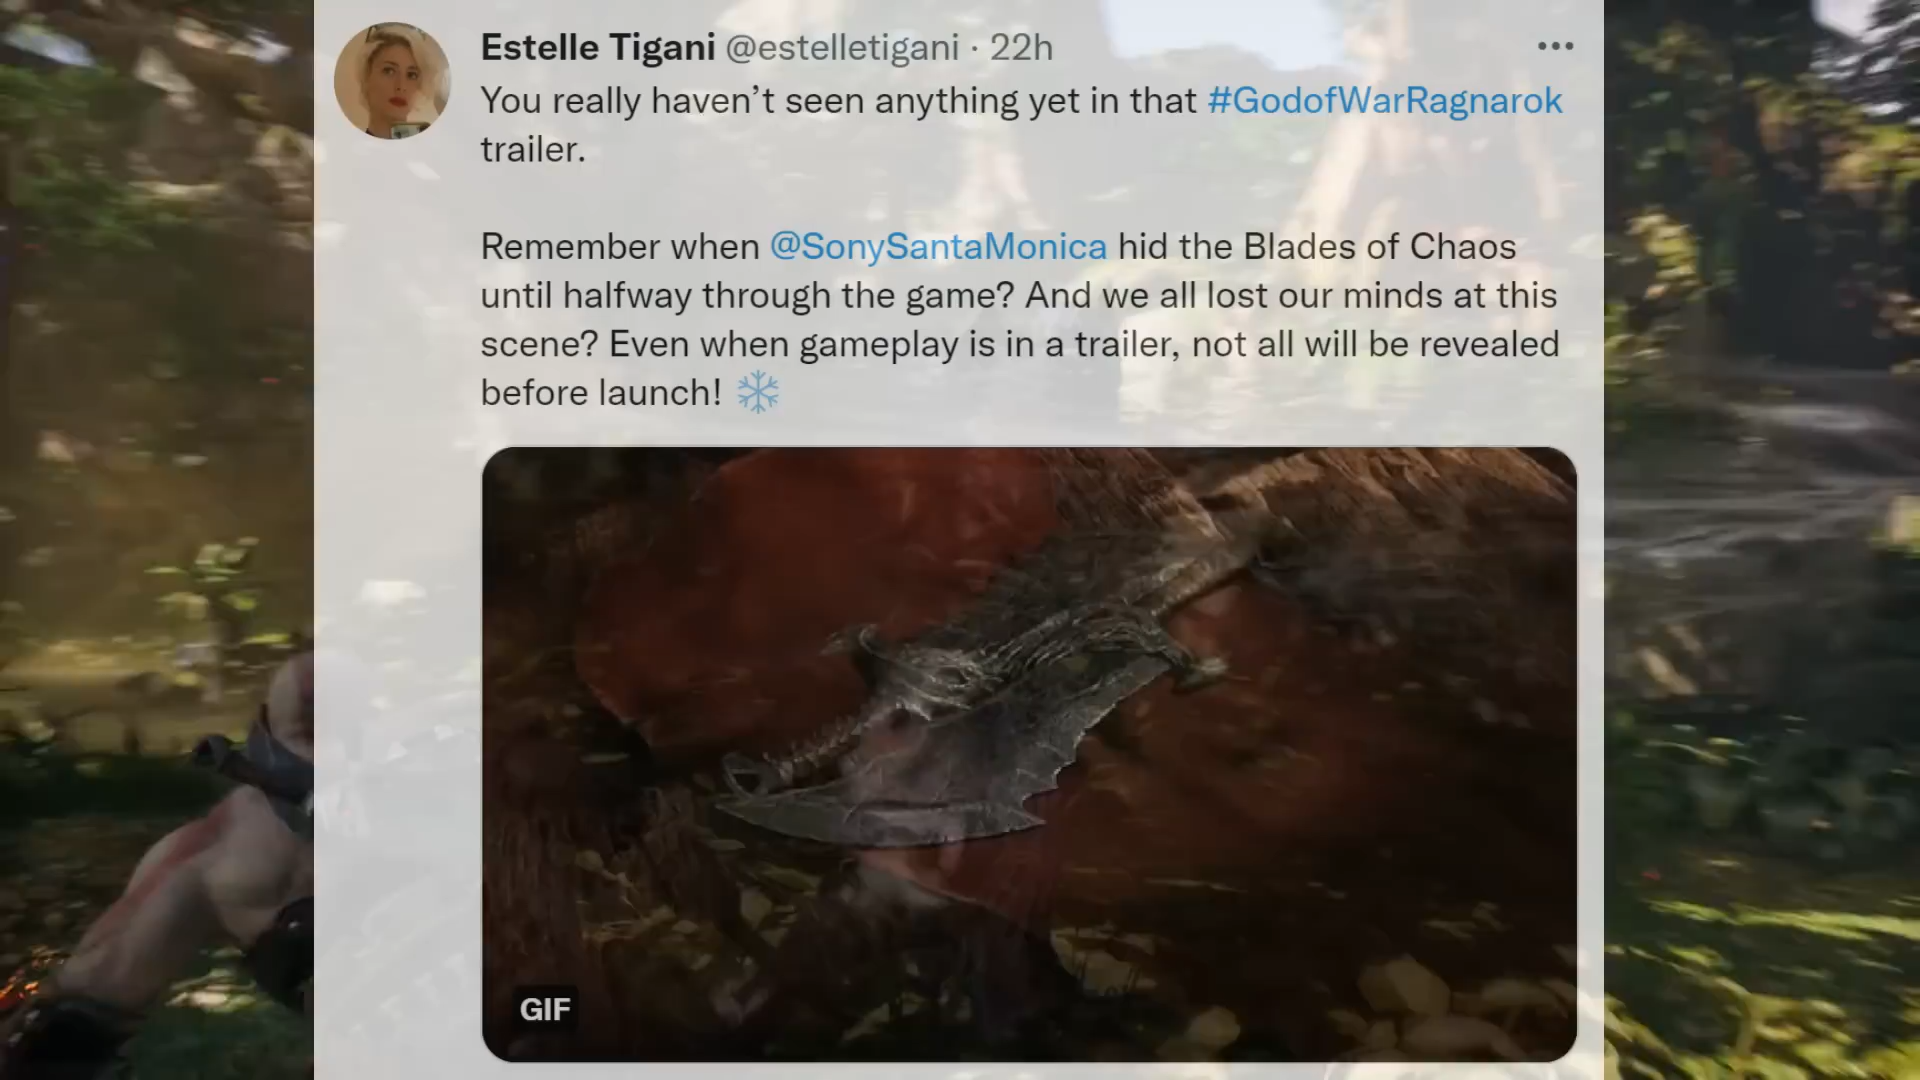 Estelle Tigani @estelletigani · 22h
You really haven’t seen anything yet in that #GodofWarRagnarok
trailer.
Remember when @SonySantaMonica hid the Blades of Chaos
until halfway through the game? And we all lost our minds at this
scene? Even when gameplay is in a trailer, not all will be revealed
before launch! ❄️
GIF